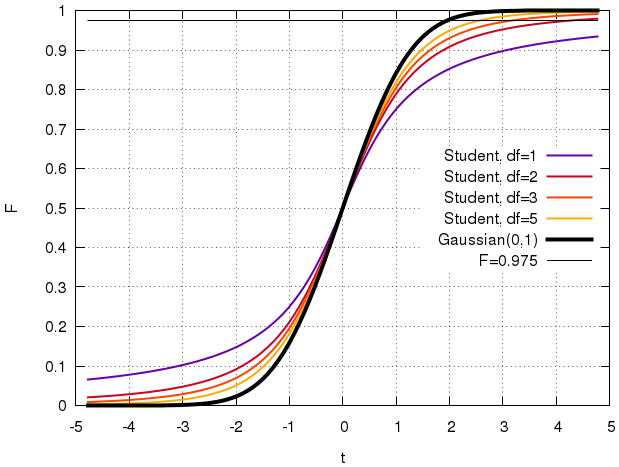 1
0.9
0.8
0.7
0.6
0.5
0.4
0.3
0.2
0.1
0
F
Student, df=1
Student, df=2
Student, df=3
Student, df=5
Gaussian(0,1)
F=0.975
-5 -4 -3 -2 -1 0 1 2 3 4 5
t